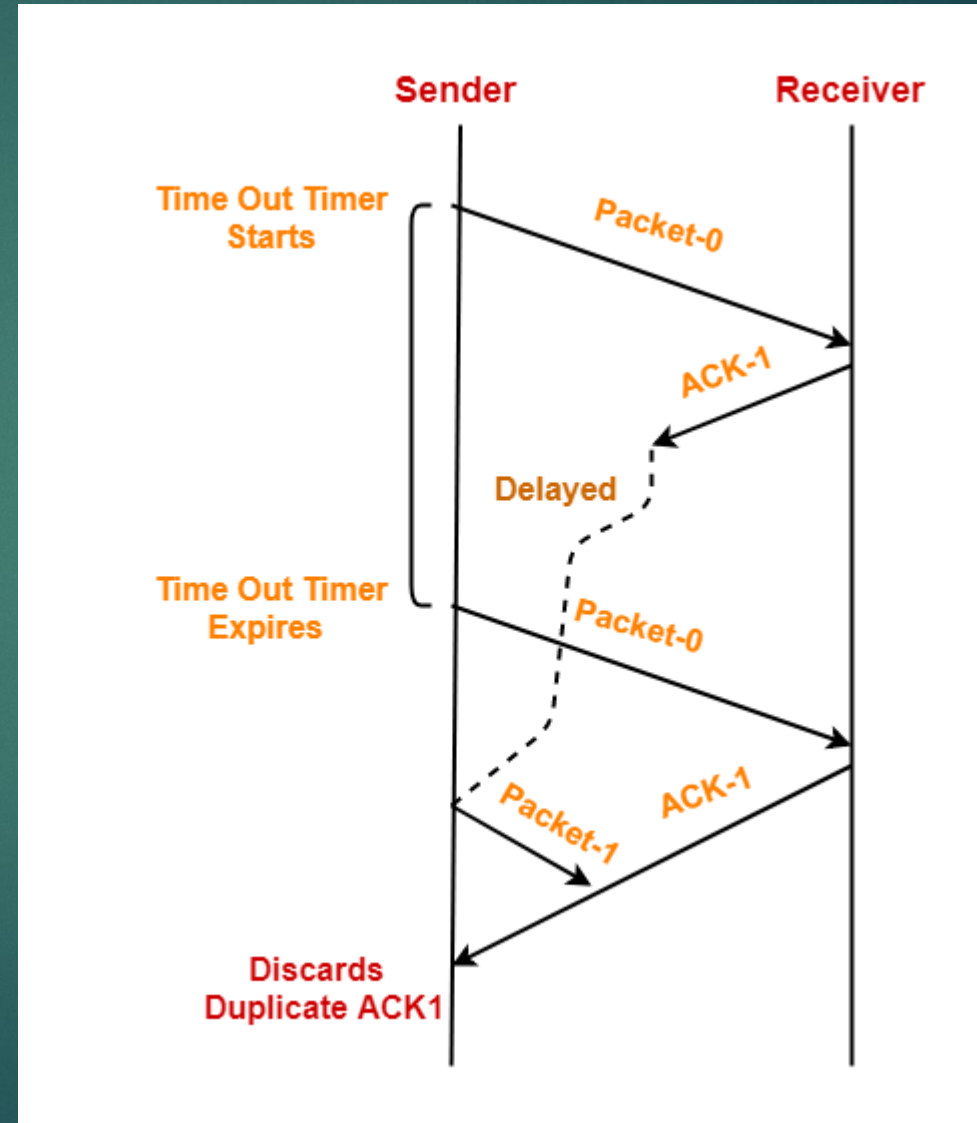 Sender
Receiver
Time Out Timer
Starts
Packet-0
ACK-1
Delayed
Time Out Timer
Expires
Packet-0
Packet-1
ACK-1
Discards
Duplicate ACK1